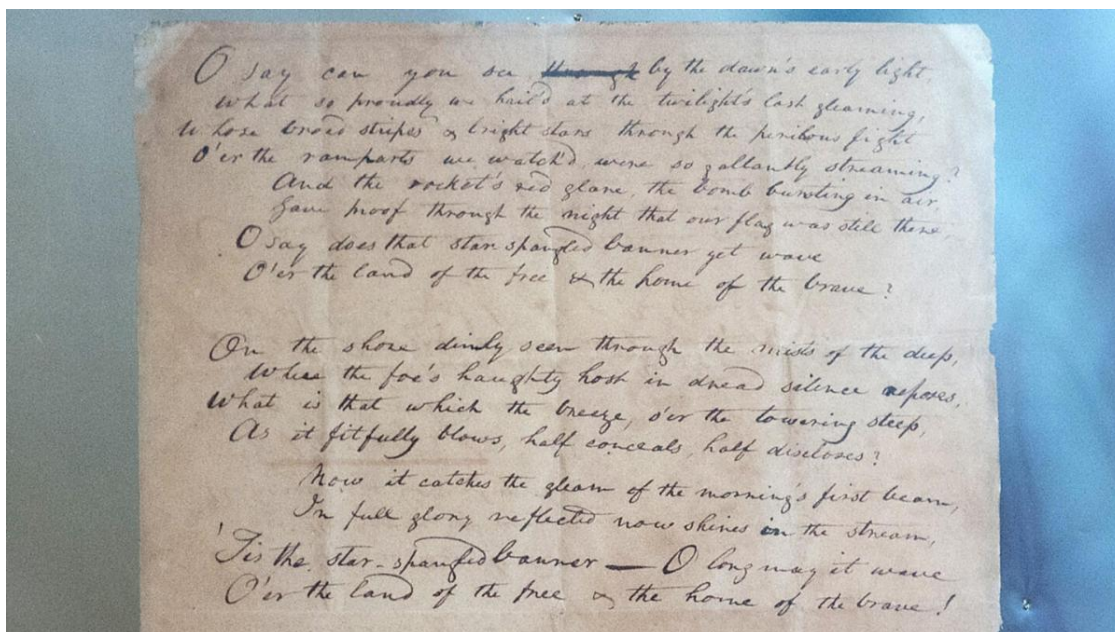 O say can you see ~~through~~ by the dawn's early light,
What so proudly we hail'd at the twilight's last gleaming,
Whose broad stripes & bright stars through the perilous fight
O'er the ramparts we watch'd, were so gallantly streaming?
And the rocket's red glare, the bomb bursting in air,
Gave proof through the night that our flag was still there,
O say does that star spangled banner yet wave
O'er the land of the free & the home of the brave?
On the shore dimly seen through the mists of the deep,
Where the foe's haughty host in dread silence reposes,
What is that which the breeze, o'er the towering steep,
As it fitfully blows, half conceals, half discloses?
Now it catches the gleam of the morning's first beam,
In full glory reflected now shines in the stream,
'Tis the star-spangled banner — O long may it wave
O'er the land of the free & the home of the brave!